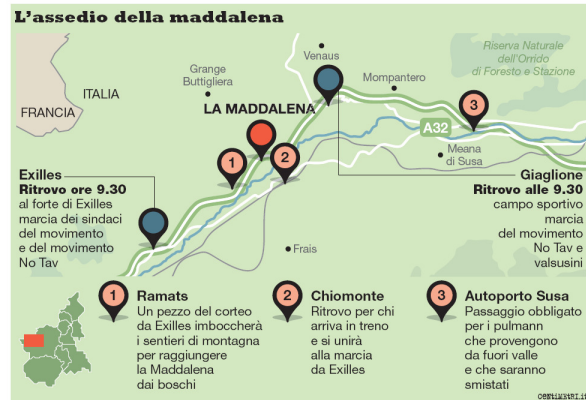 L'assedio della maddalena
Venaus
Riserva Naturale
dell'Orrido
di Foresto e Stazione
Grange
Buttigliera
Mompantero
ITALIA
FRANCIA
LA MADDALENA
3
A32
1
2
Meana
di Susa
Exilles
Ritrovo ore 9.30
al forte di Exilles
marcia dei sindaci
del movimento
e del movimento
No Tav
Giaglione
Ritrovo alle 9.30
campo sportivo
marcia
del movimento
No Tav e
valsusini
Frais
1
Ramats
Un pezzo del corteo
da Exilles imboccherà
i sentieri di montagna
per raggiungere
la Maddalena
dai boschi
2
Chiomonte
Ritrovo per chi
arriva in treno
e si unirà
alla marcia
da Exilles
3
Autoporto Susa
Passaggio obbligato
per i pulmann
che provengono
da fuori valle
e che saranno
smistati
CENTIMETRI.it